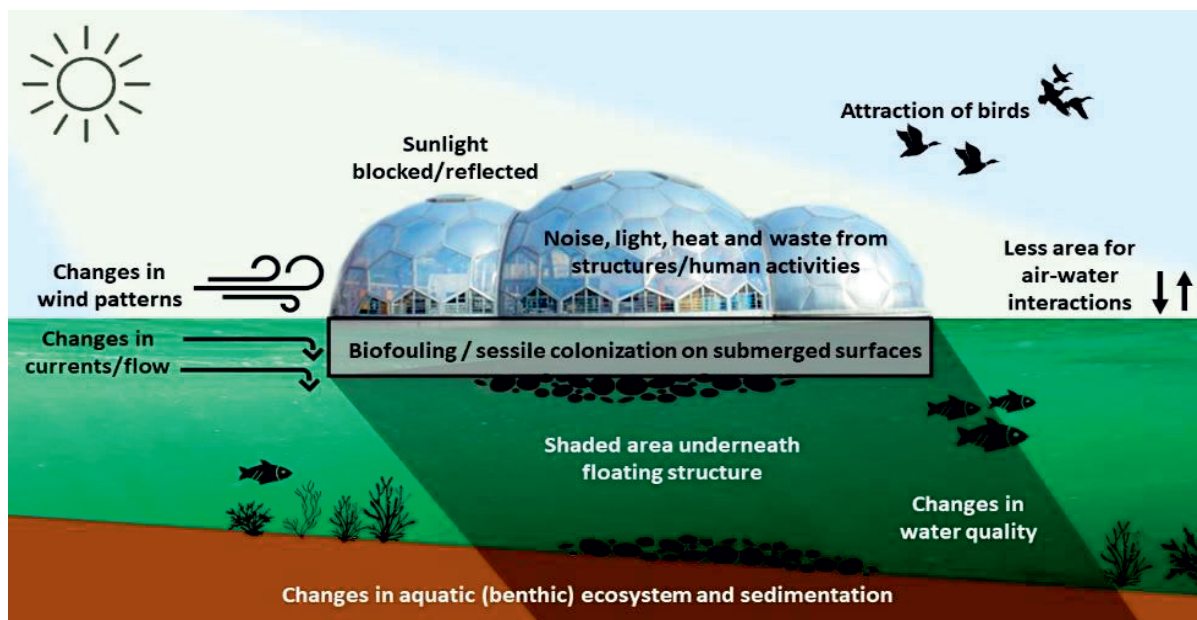 Attraction of birds
Sunlight
blocked/reflected
Noise, light, heat and waste from
structures/human activities
Changes in
wind patterns
Less area for
air-water
interactions
Changes in
currents/flow
Biofouling / sessile colonization on submerged surfaces
Shaded area underneath
floating structure
Changes in
water quality
Changes in aquatic (benthic) ecosystem and sedimentation